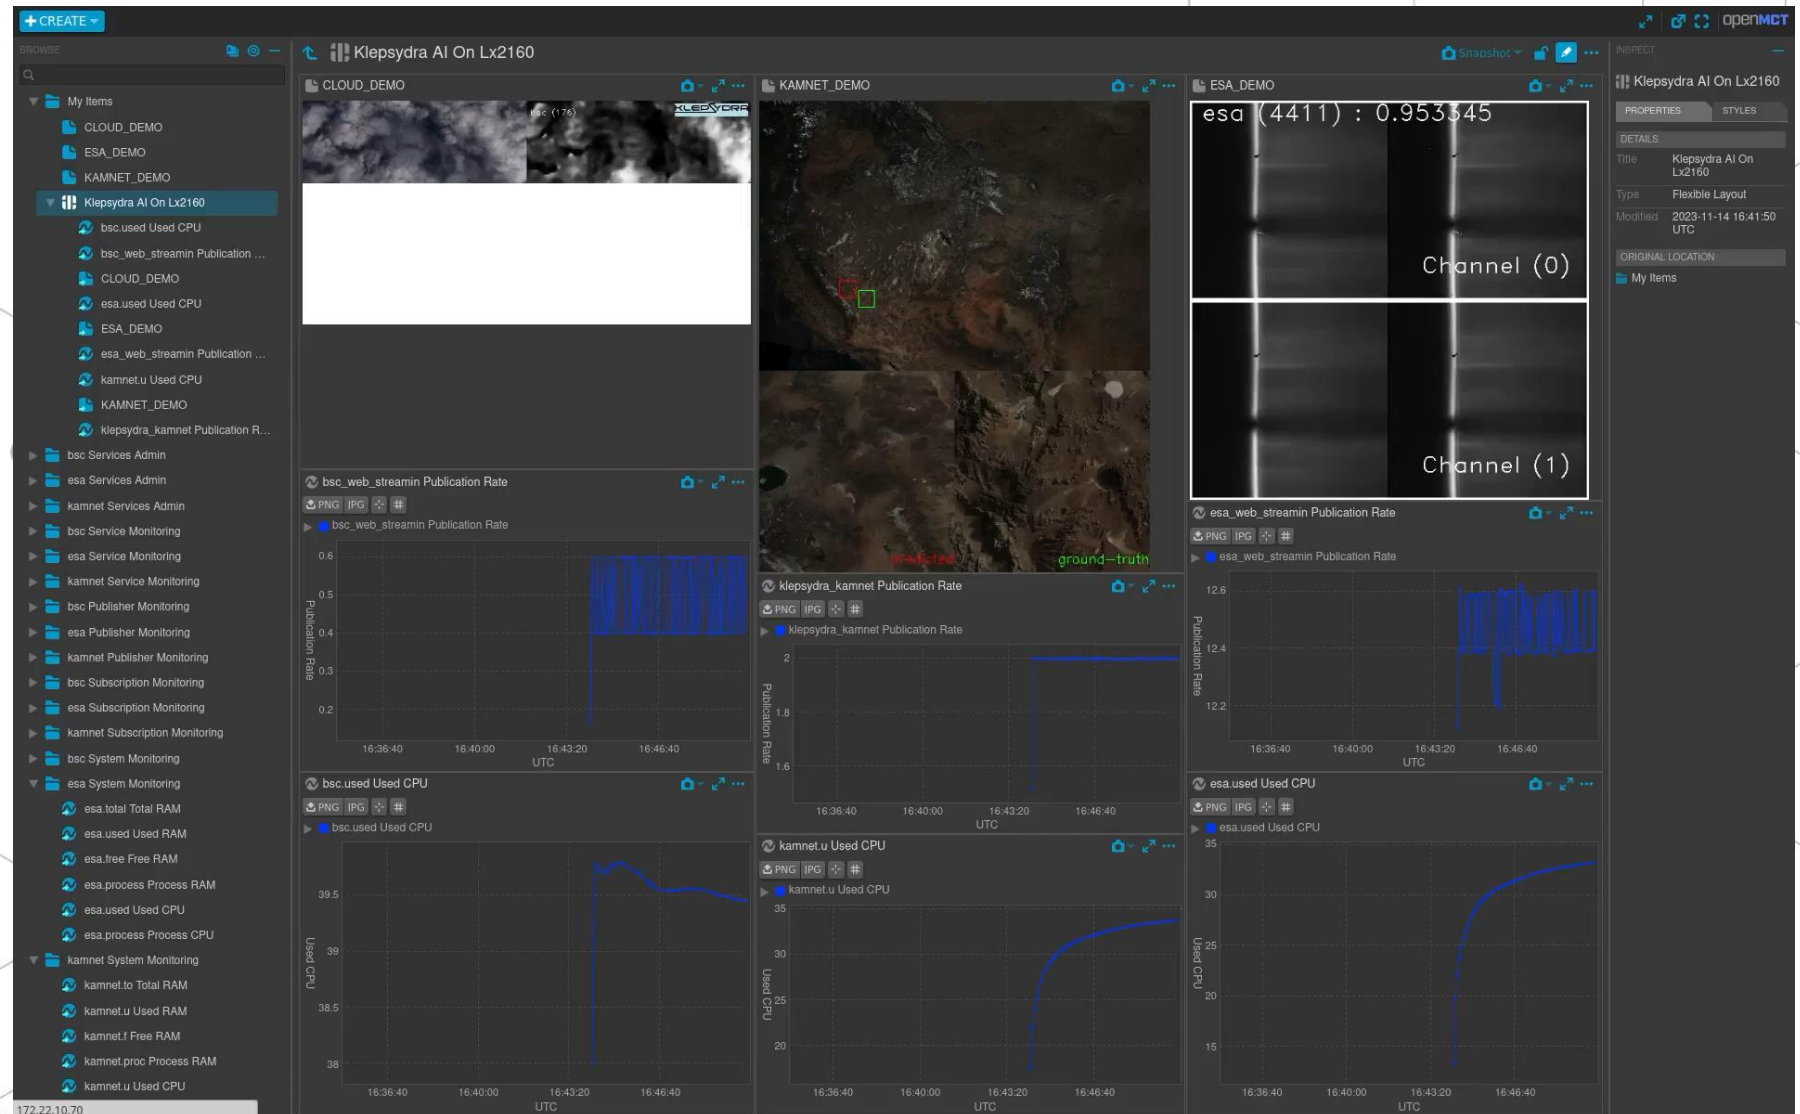 CREATE
openMCT
BROWSE
My Items
CLOUD_DEMO
ESA_DEMO
KAMNET_DEMO
Klepsydra AI On Lx2160
bsc.used Used CPU
bsc_web_streamin Publication ...
CLOUD_DEMO
esa.used Used CPU
ESA_DEMO
esa_web_streamin Publication ...
kamnet.u Used CPU
KAMNET_DEMO
klepsydra_kamnet Publication R...
bsc Services Admin
esa Services Admin
kamnet Services Admin
bsc Service Monitoring
esa Service Monitoring
kamnet Service Monitoring
bsc Publisher Monitoring
esa Publisher Monitoring
kamnet Publisher Monitoring
bsc Subscription Monitoring
esa Subscription Monitoring
kamnet Subscription Monitoring
bsc System Monitoring
esa System Monitoring
esa.total Total RAM
esa.used Used RAM
esa.free Free RAM
esa.process Process RAM
esa.used Used CPU
esa.process Process CPU
kamnet System Monitoring
kamnet.to Total RAM
kamnet.u Used RAM
kamnet.f Free RAM
kamnet.proc Process RAM
kamnet.u Used CPU
172.22.10.70
Klepsydra AI On Lx2160
Snapshot
CLOUD_DEMO
bsc (176)
KLEPSYDRA
bsc_web_streamin Publication Rate
PNG JPG
bsc_web_streamin Publication Rate
Publication Rate
0.6
0.5
0.4
0.3
0.2
16:36:40 16:40:00 16:43:20 16:46:40
UTC
bsc.used Used CPU
PNG JPG
bsc.used Used CPU
Used CPU
39.5
39
38.5
38
16:36:40 16:40:00 16:43:20 16:46:40
UTC
KAMNET_DEMO
predicted ground-truth
klepsydra_kamnet Publication Rate
PNG JPG
klepsydra_kamnet Publication Rate
Publication Rate
2
1.8
1.6
16:36:40 16:40:00 16:43:20 16:46:40
UTC
kamnet.u Used CPU
PNG JPG
kamnet.u Used CPU
Used CPU
35
30
25
20
16:36:40 16:40:00 16:43:20 16:46:40
UTC
ESA_DEMO
esa (4411) : 0.953345
Channel (0)
Channel (1)
esa_web_streamin Publication Rate
PNG JPG
esa_web_streamin Publication Rate
Publication Rate
12.6
12.4
12.2
16:36:40 16:40:00 16:43:20 16:46:40
UTC
esa.used Used CPU
PNG JPG
esa.used Used CPU
Used CPU
35
30
25
20
15
16:36:40 16:40:00 16:43:20 16:46:40
UTC
INSPECT
Klepsydra AI On Lx2160
PROPERTIES STYLES
DETAILS
Title Klepsydra AI On
Lx2160
Type Flexible Layout
Modified 2023-11-14 16:41:50
UTC
ORIGINAL LOCATION
My Items